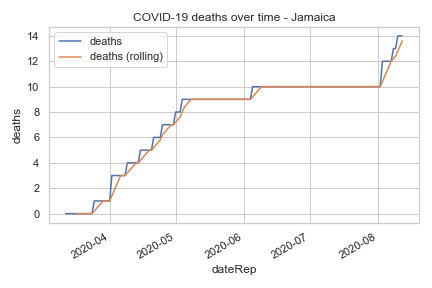 COVID-19 deaths over time - Jamaica
deaths
deaths (rolling)
14
12
10
8
6
4
2
0
deaths
2020-04
2020-05
2020-06
2020-07
2020-08
dateRep